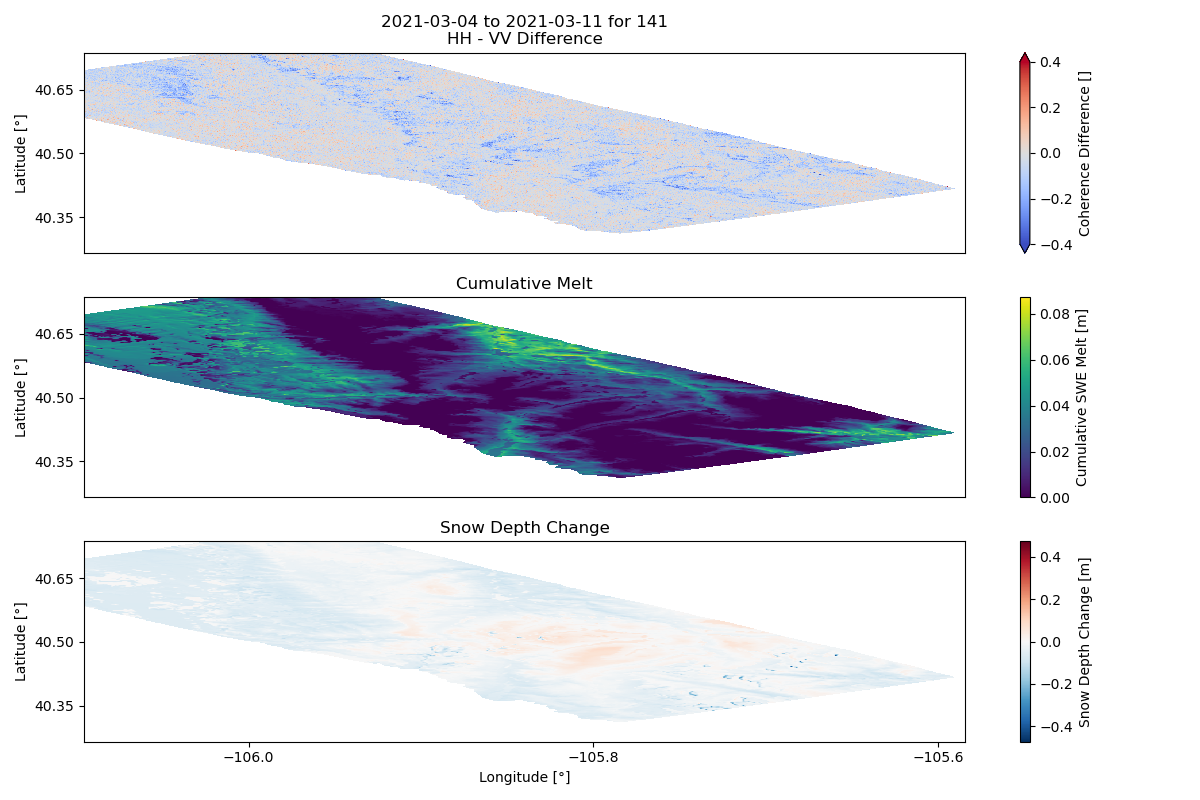 2021-03-04 to 2021-03-11 for 141
HH - VV Difference
40.65
40.50
40.35
Latitude [°]
0.4
0.2
0.0
−0.2
−0.4
Coherence Difference []
Cumulative Melt
40.65
40.50
40.35
Latitude [°]
0.08
0.06
0.04
0.02
0.00
Cumulative SWE Melt [m]
Snow Depth Change
40.65
40.50
40.35
Latitude [°]
0.4
0.2
0.0
−0.2
−0.4
Snow Depth Change [m]
−106.0
−105.8
−105.6
Longitude [°]